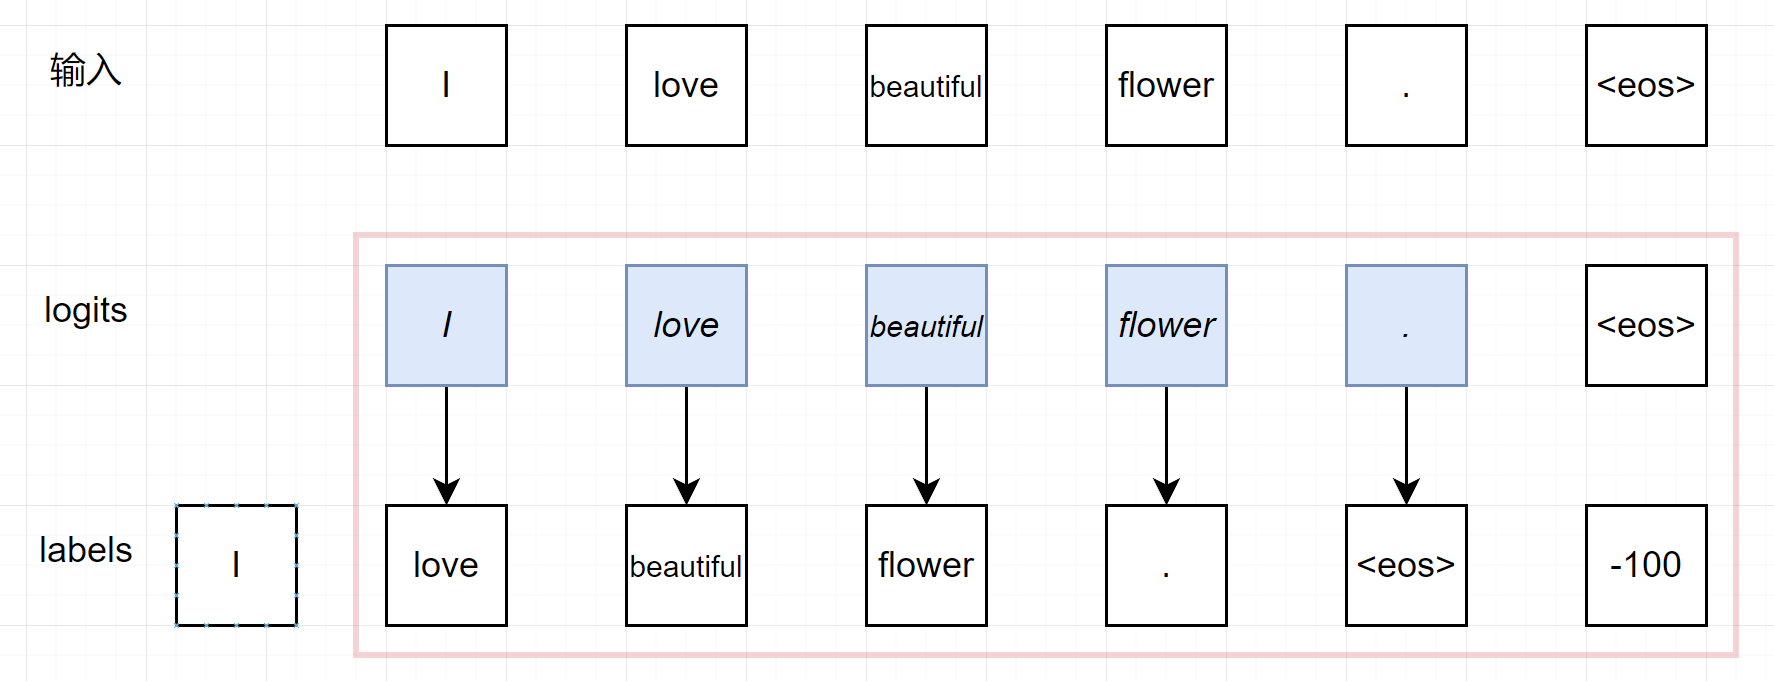 输入 I love beautiful flower . <eos>
logits I love beautiful flower . <eos>
labels I love beautiful flower . <eos> -100